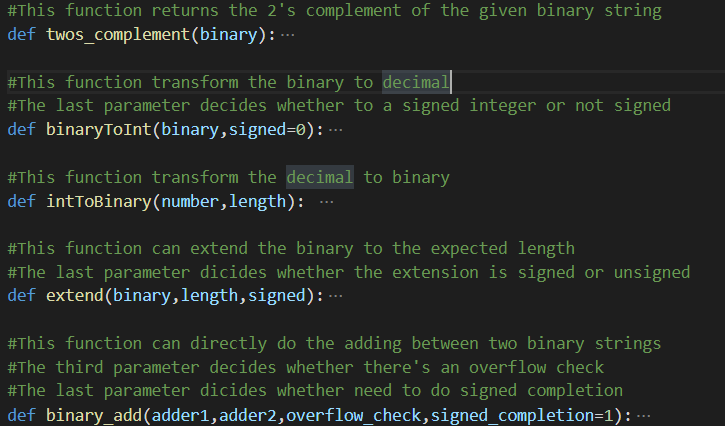 #This function returns the 2's complement of the given binary string
def twos_complement(binary):···
#This function transform the binary to decimal
#The last parameter decides whether to a signed integer or not signed
def binaryToInt(binary,signed=0):···
#This function transform the decimal to binary
def intToBinary(number,length): ···
#This function can extend the binary to the expected length
#The last parameter dicides whether the extension is signed or unsigned
def extend(binary,length,signed):···
#This function can directly do the adding between two binary strings
#The third parameter decides whether there's an overflow check
#The last parameter dicides whether need to do signed completion
def binary_add(adder1,adder2,overflow_check,signed_completion=1):···